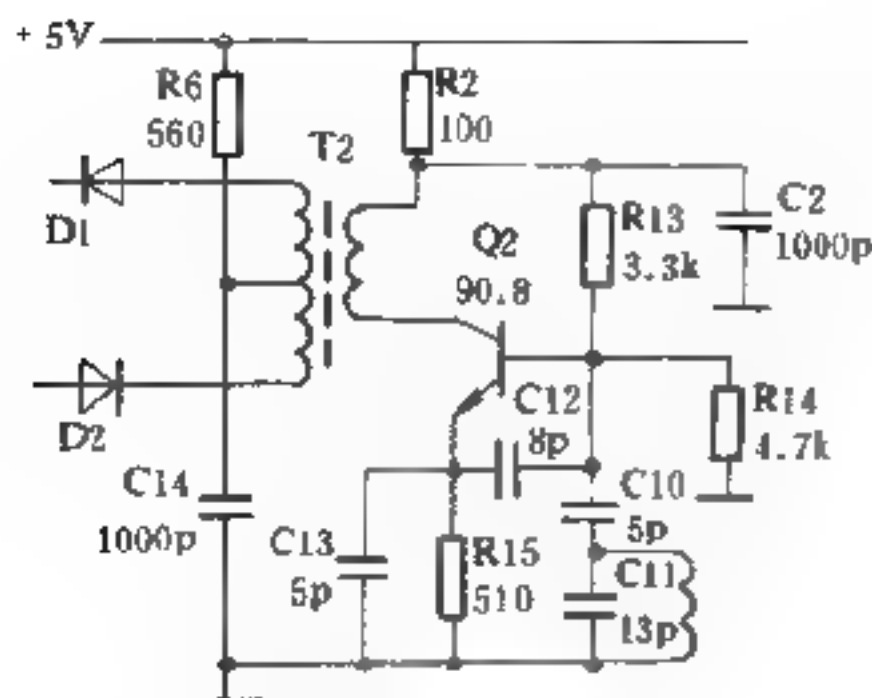 + 5V
R6
560
R2
100
T2
D1
Q2
90.8
R13
3.3k
C2
1000p
D2
C12
8p
R14
4.7k
C14
1000p
C13
5p
R15
510
C10
5p
C11
13p